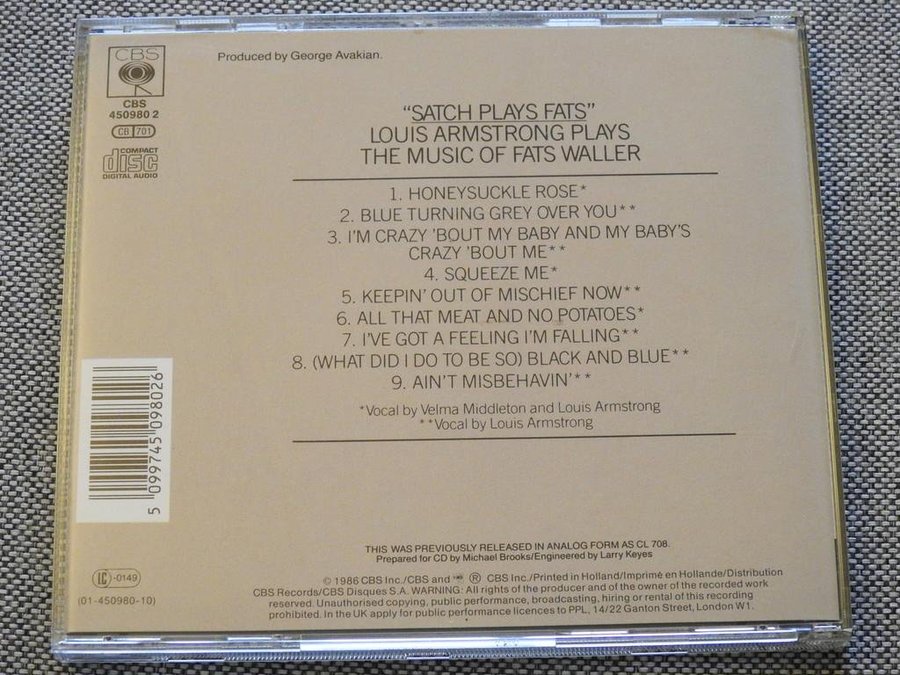 CBS
CBS
450980 2
CB 701
COMPACT
disc
DIGITAL AUDIO
Produced by George Avakian.
“SATCH PLAYS FATS”
LOUIS ARMSTRONG PLAYS
THE MUSIC OF FATS WALLER
1. HONEYSUCKLE ROSE*
2. BLUE TURNING GREY OVER YOU**
3. I'M CRAZY 'BOUT MY BABY AND MY BABY'S
CRAZY 'BOUT ME**
4. SQUEEZE ME*
5. KEEPIN' OUT OF MISCHIEF NOW**
6. ALL THAT MEAT AND NO POTATOES*
7. I'VE GOT A FEELING I'M FALLING**
8. (WHAT DID I DO TO BE SO) BLACK AND BLUE**
9. AIN'T MISBEHAVIN'**
*Vocal by Velma Middleton and Louis Armstrong
**Vocal by Louis Armstrong
5 099745 098026
THIS WAS PREVIOUSLY RELEASED IN ANALOG FORM AS CL 708.
Prepared for CD by Michael Brooks/Engineered by Larry Keyes
LC-0149
(01-450980-10)
© 1986 CBS Inc./CBS and ® CBS Inc./Printed in Holland/Imprime en Hollande/Distribution
CBS Records/CBS Disques S.A. WARNING: All rights of the producer and of the owner of the recorded work
reserved. Unauthorised copying, public performance, broadcasting, hiring or rental of this recording
prohibited. In the UK apply for public performance licences to PPL, 14/22 Ganton Street, London W1.